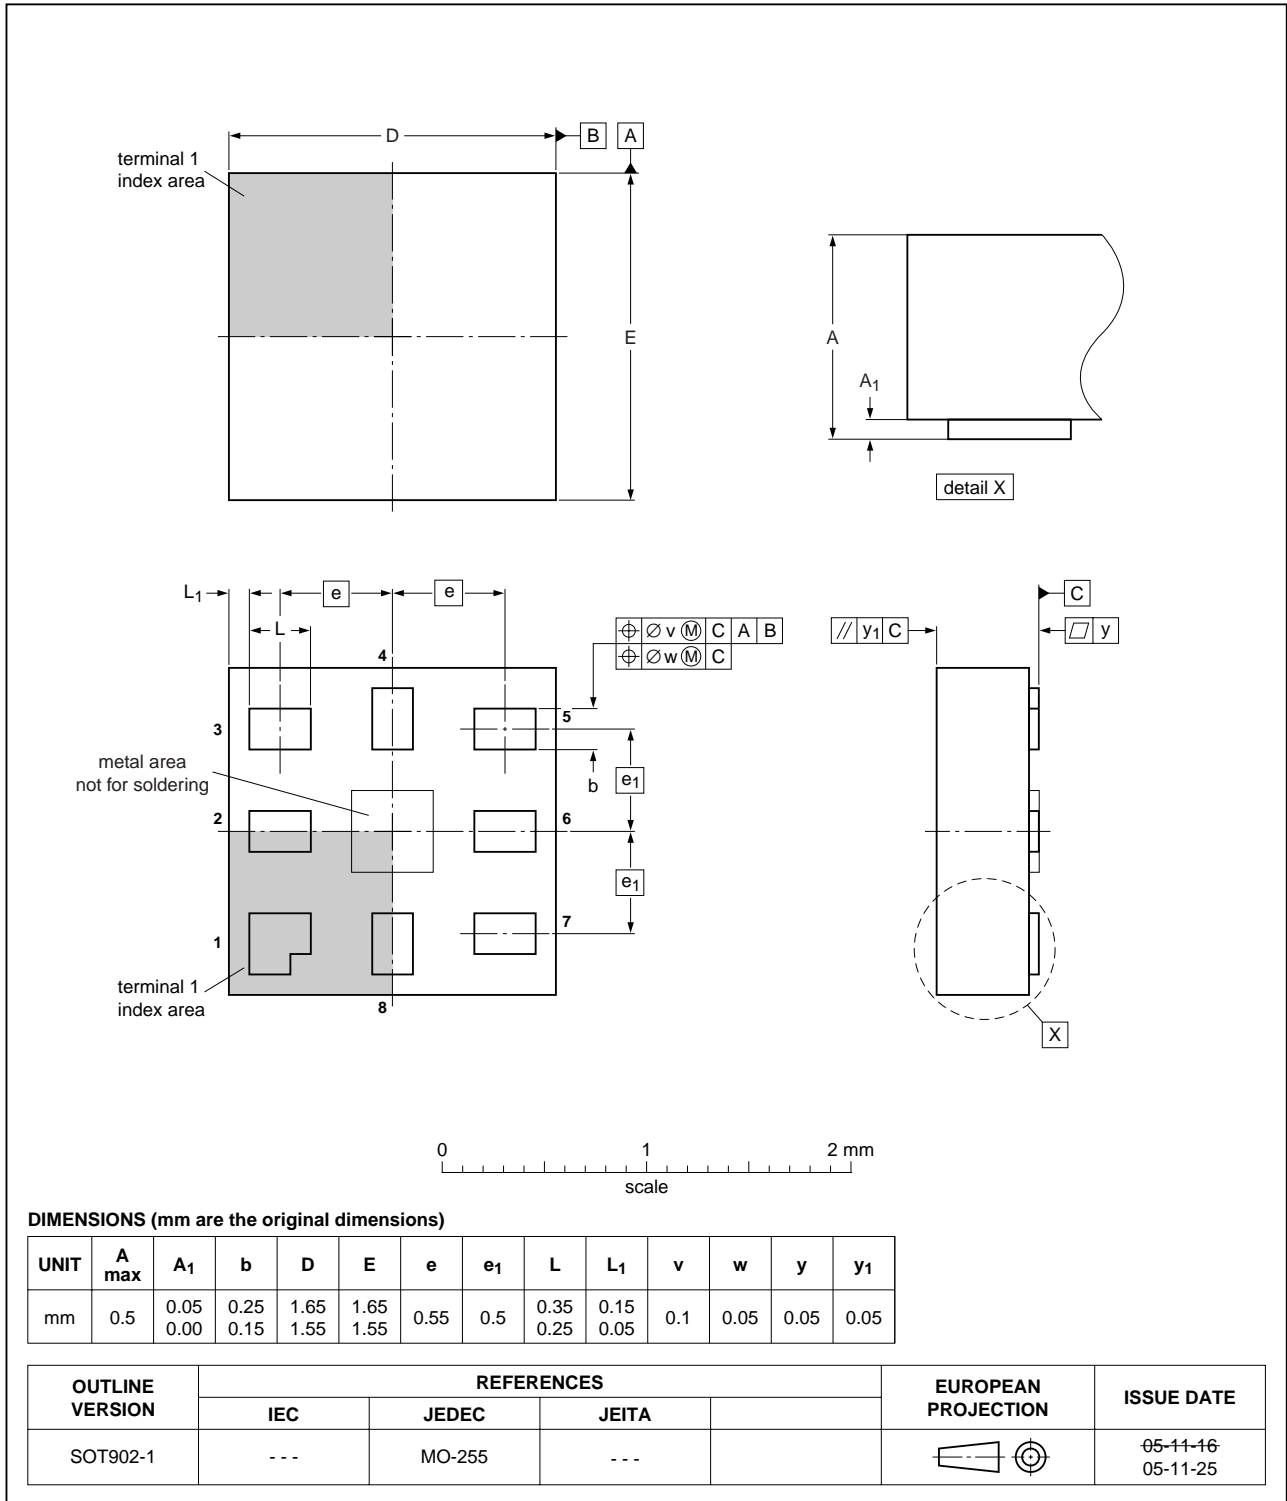 D
B
A
terminal 1
index area
E
A
A1
detail X
L1
e
e
L
4
⌖ ∅ v Ⓜ C A B
⌖ ∅ w Ⓜ C
// y1 C
C
▱ y
3
5
metal area
not for soldering
b
e1
2
6
e1
1
7
terminal 1
index area
8
X
0 1 2 mm
scale
DIMENSIONS (mm are the original dimensions)
UNIT A max A1 b D E e e1 L L1 v w y y1
mm 0.5 0.05 0.00 0.25 0.15 1.65 1.55 1.65 1.55 0.55 0.5 0.35 0.25 0.15 0.05 0.1 0.05 0.05 0.05
OUTLINE VERSION REFERENCES EUROPEAN PROJECTION ISSUE DATE
IEC JEDEC JEITA
SOT902-1 - - - MO-255 - - - 05-11-16
05-11-25